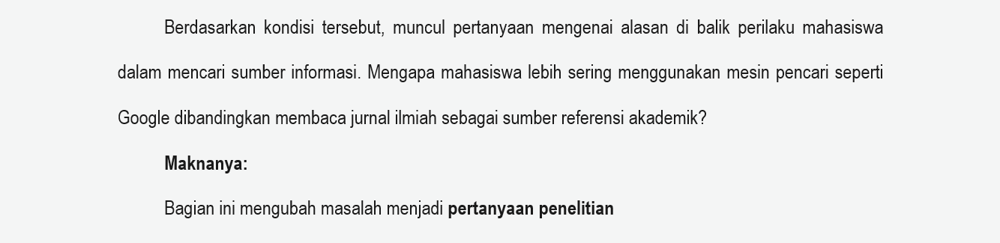 Berdasarkan kondisi tersebut, muncul pertanyaan mengenai alasan di balik perilaku mahasiswa
dalam mencari sumber informasi. Mengapa mahasiswa lebih sering menggunakan mesin pencari seperti
Google dibandingkan membaca jurnal ilmiah sebagai sumber referensi akademik?
Maknanya:
Bagian ini mengubah masalah menjadi pertanyaan penelitian